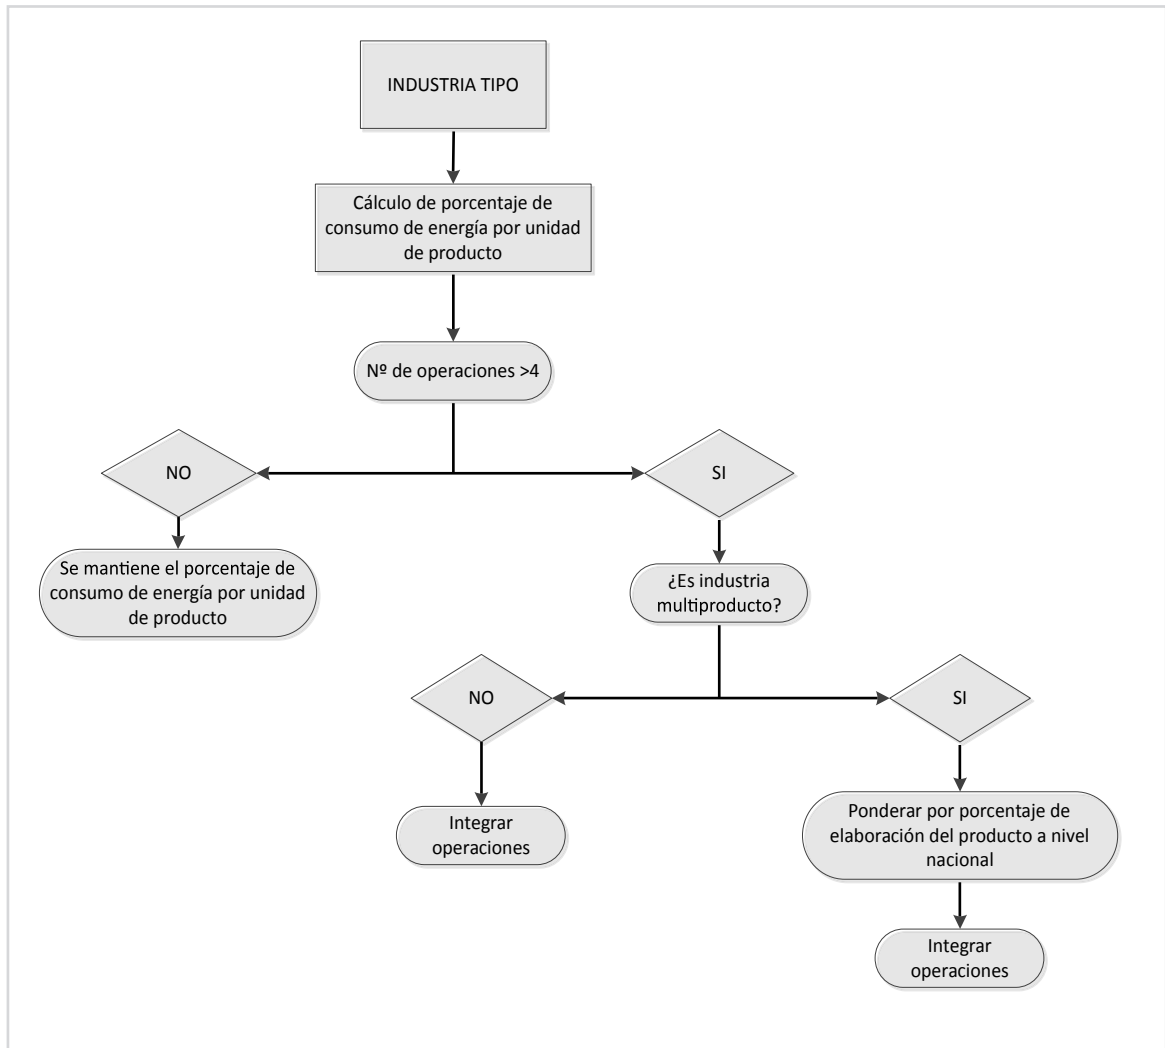 INDUSTRIA TIPO
Cálculo de porcentaje de
consumo de energía por unidad
de producto
Nº de operaciones >4
NO
SI
Se mantiene el porcentaje de
consumo de energía por unidad
de producto
¿Es industria
multiproducto?
NO
SI
Integrar
operaciones
Ponderar por porcentaje de
elaboración del producto a nivel
nacional
Integrar
operaciones